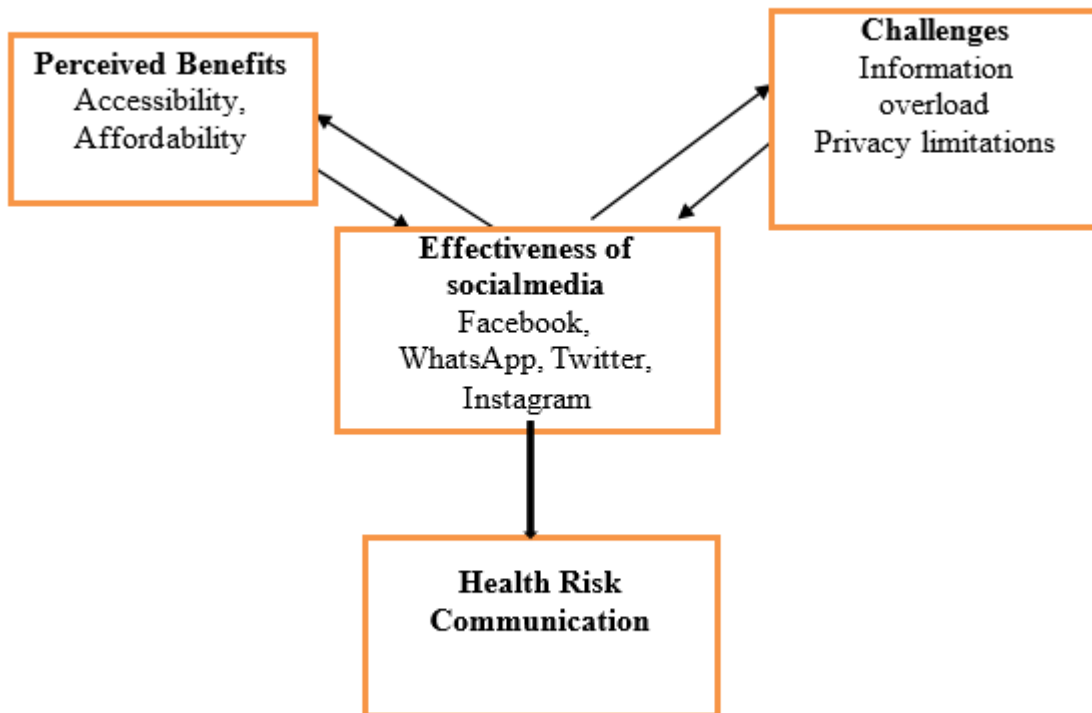 Perceived Benefits
Accessibility,
Affordability
Challenges
Information
overload
Privacy limitations
Effectiveness of
socialmedia
Facebook,
WhatsApp, Twitter,
Instagram
Health Risk
Communication